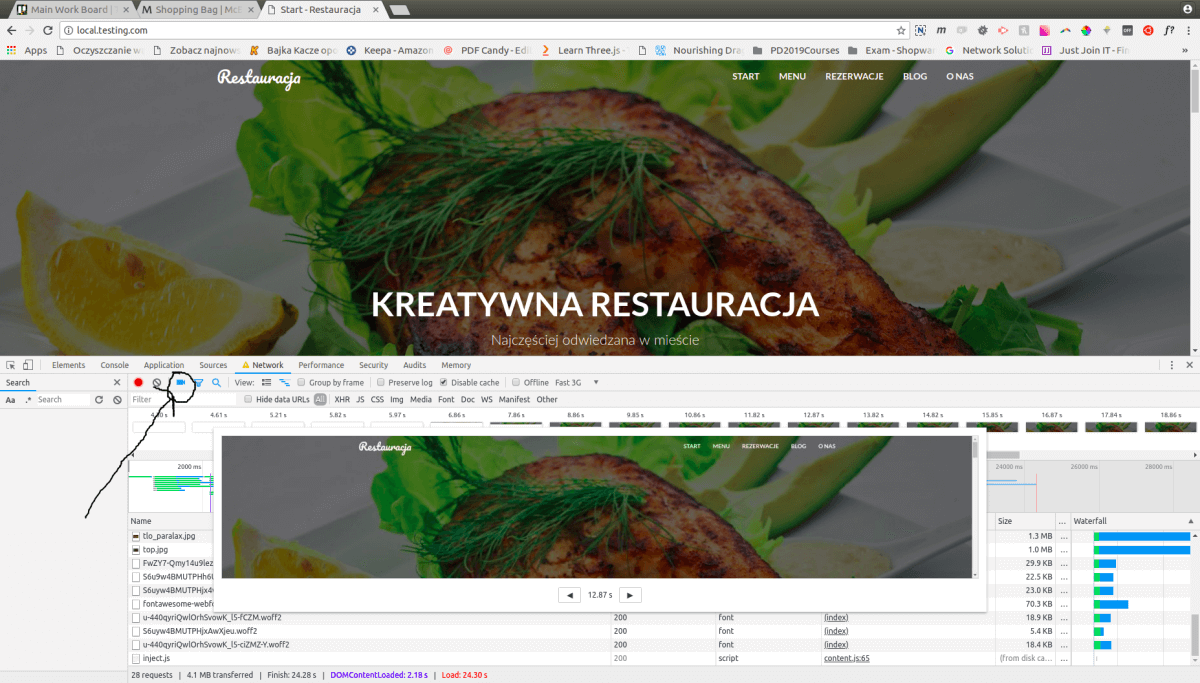 Main Work Board | T
Shopping Bag | McE
Start - Restauracja
local.testing.com
Apps
Oczyszczanie we
Zobacz najnows
Bajka Kacze opo
Keepa - Amazon
PDF Candy - Edi
Learn Three.js -
Nourishing Drag
PD2019Courses
Exam - Shopwar
Network Soluti
Just Join IT - Fin
Restauracja
START MENU REZERWACJE BLOG O NAS
KREATYWNA RESTAURACJA
Najczęściej odwiedzana w mieście
Elements Console Application Sources Network Performance Security Audits Memory
Search
View: Group by frame Preserve log Disable cache Offline Fast 3G
Aa .* Search
Filter Hide data URLs All XHR JS CSS Img Media Font Doc WS Manifest Other
4.61 s 5.21 s 5.82 s 5.97 s 6.86 s 7.86 s 8.86 s 9.85 s 10.86 s 11.82 s 12.87 s 13.82 s 14.82 s 15.85 s 16.87 s 17.84 s 18.86 s
Restauracja
START MENU REZERWACJE BLOG O NAS
2000 ms 24000 ms 26000 ms 28000 ms
Name Size ... Waterfall
tlo_paralax.jpg 1.3 MB ...
top.jpg 1.0 MB ...
FwZY7-Qmy14u9lez 29.9 KB ...
S6u9w4BMUTPHh6U 22.5 KB ...
S6uyw4BMUTPHjx4 23.0 KB ...
fontawesome-webfo 70.3 KB ...
12.87 s
u-440qyriQwlOrhSvowK_l5-fCZM.woff2 200 font (index) 18.9 KB ...
S6uyw4BMUTPHjxAwXjeu.woff2 200 font (index) 5.4 KB ...
u-440qyriQwlOrhSvowK_l5-ciZMZ-Y.woff2 200 font (index) 18.4 KB ...
inject.js 200 script content.js:65 (from disk ca... ...
28 requests | 4.1 MB transferred | Finish: 24.28 s | DOMContentLoaded: 2.18 s | Load: 24.30 s